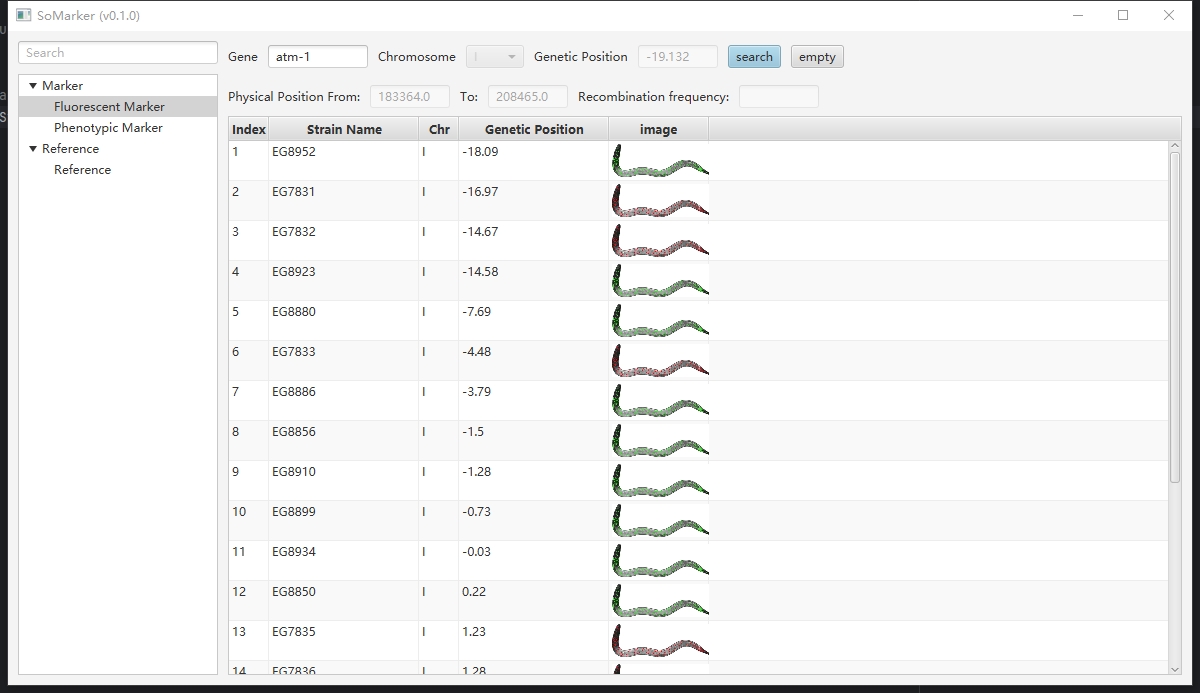 SoMarker (v0.1.0)
Search
Gene atm-1 Chromosome I Genetic Position -19.132 search empty
Physical Position From: 183364.0 To: 208465.0 Recombination frequency:
Marker
Fluorescent Marker
Phenotypic Marker
Reference
Reference
Index Strain Name Chr Genetic Position image
1 EG8952 I -18.09
2 EG7831 I -16.97
3 EG7832 I -14.67
4 EG8923 I -14.58
5 EG8880 I -7.69
6 EG7833 I -4.48
7 EG8886 I -3.79
8 EG8856 I -1.5
9 EG8910 I -1.28
10 EG8899 I -0.73
11 EG8934 I -0.03
12 EG8850 I 0.22
13 EG7835 I 1.23
14 EG7836 I 1.28